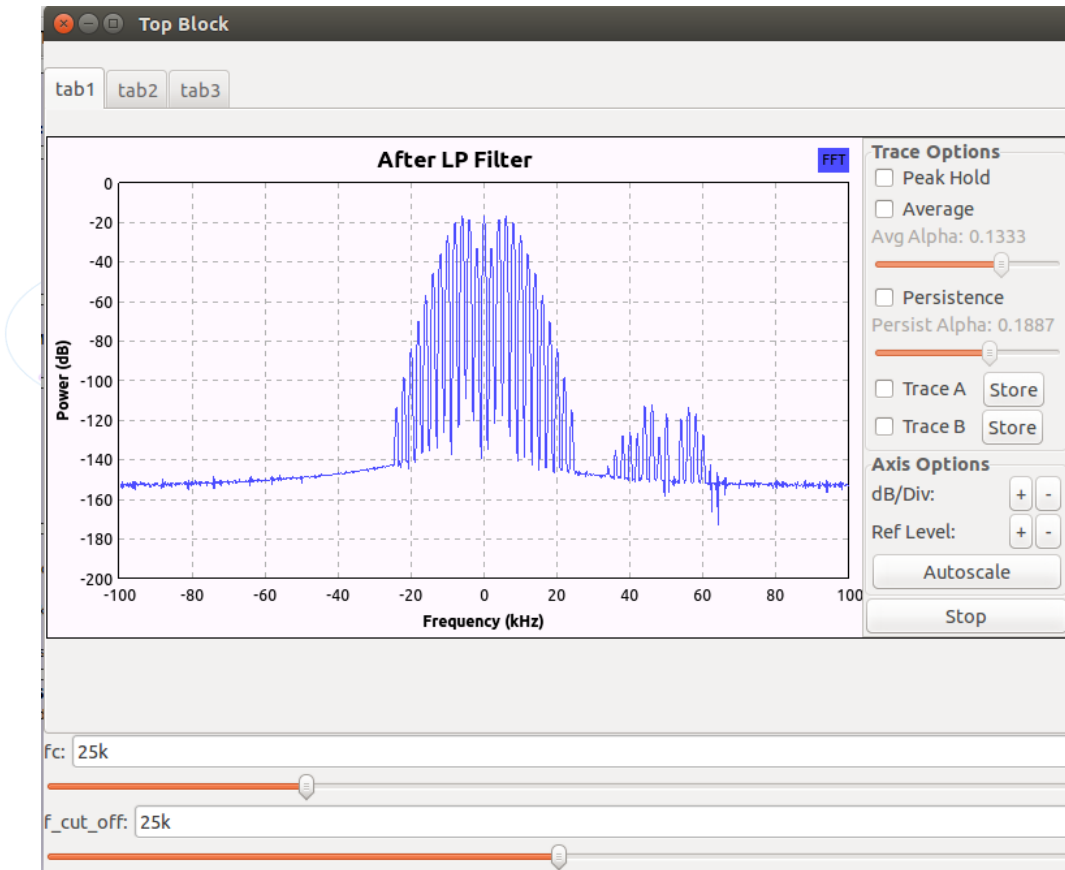 Top Block
tab1 tab2 tab3
After LP Filter
FFT
Power (dB)
0
-20
-40
-60
-80
-100
-120
-140
-160
-180
-200
-100 -80 -60 -40 -20 0 20 40 60 80 100
Frequency (kHz)
Trace Options
Peak Hold
Average
Avg Alpha: 0.1333
Persistence
Persist Alpha: 0.1887
Trace A Store
Trace B Store
Axis Options
dB/Div: + -
Ref Level: + -
Autoscale
Stop
fc: 25k
f_cut_off: 25k